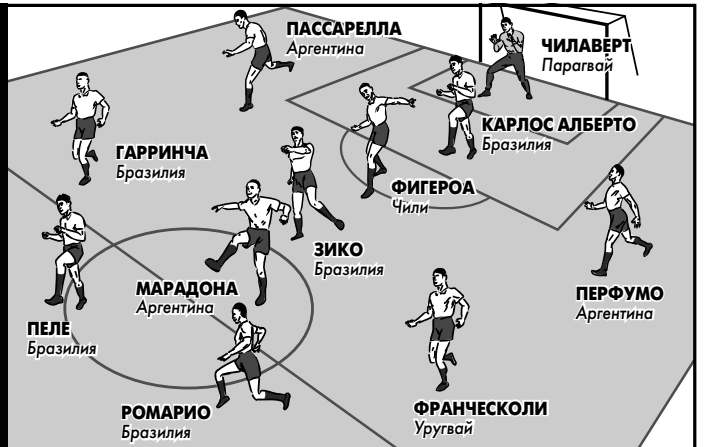 ПАССАРЕЛЛА
Аргентина
ЧИЛАВЕРТ
Парагвай
КАРЛОС АЛЬБЕРТО
Бразилия
ГАРРИНЧА
Бразилия
ФИГЕРОА
Чили
ЗИКО
Бразилия
МАРАДОНА
Аргентина
ПЕРФУМО
Аргентина
ПЕЛЕ
Бразилия
РОМАРИО
Бразилия
ФРАНЧЕСКОЛИ
Уругвай